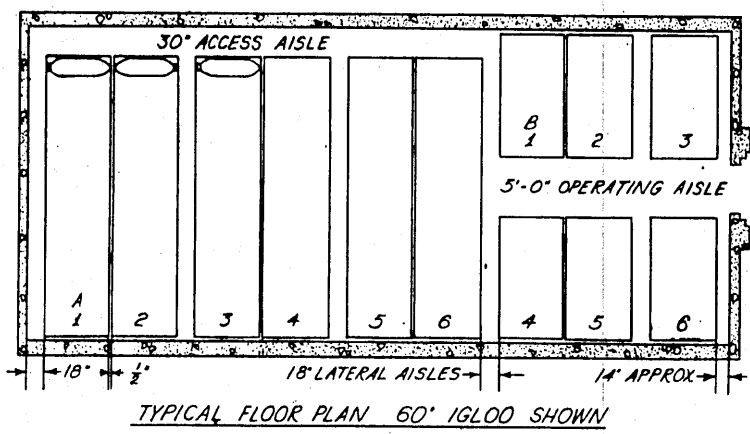 30" ACCESS AISLE
B
1 2 3
5'-0" OPERATING AISLE
A
1 2 3 4 5 6 4 5 6
18" 1/2" 18" LATERAL AISLES 14" APPROX
TYPICAL FLOOR PLAN 60' IGLOO SHOWN